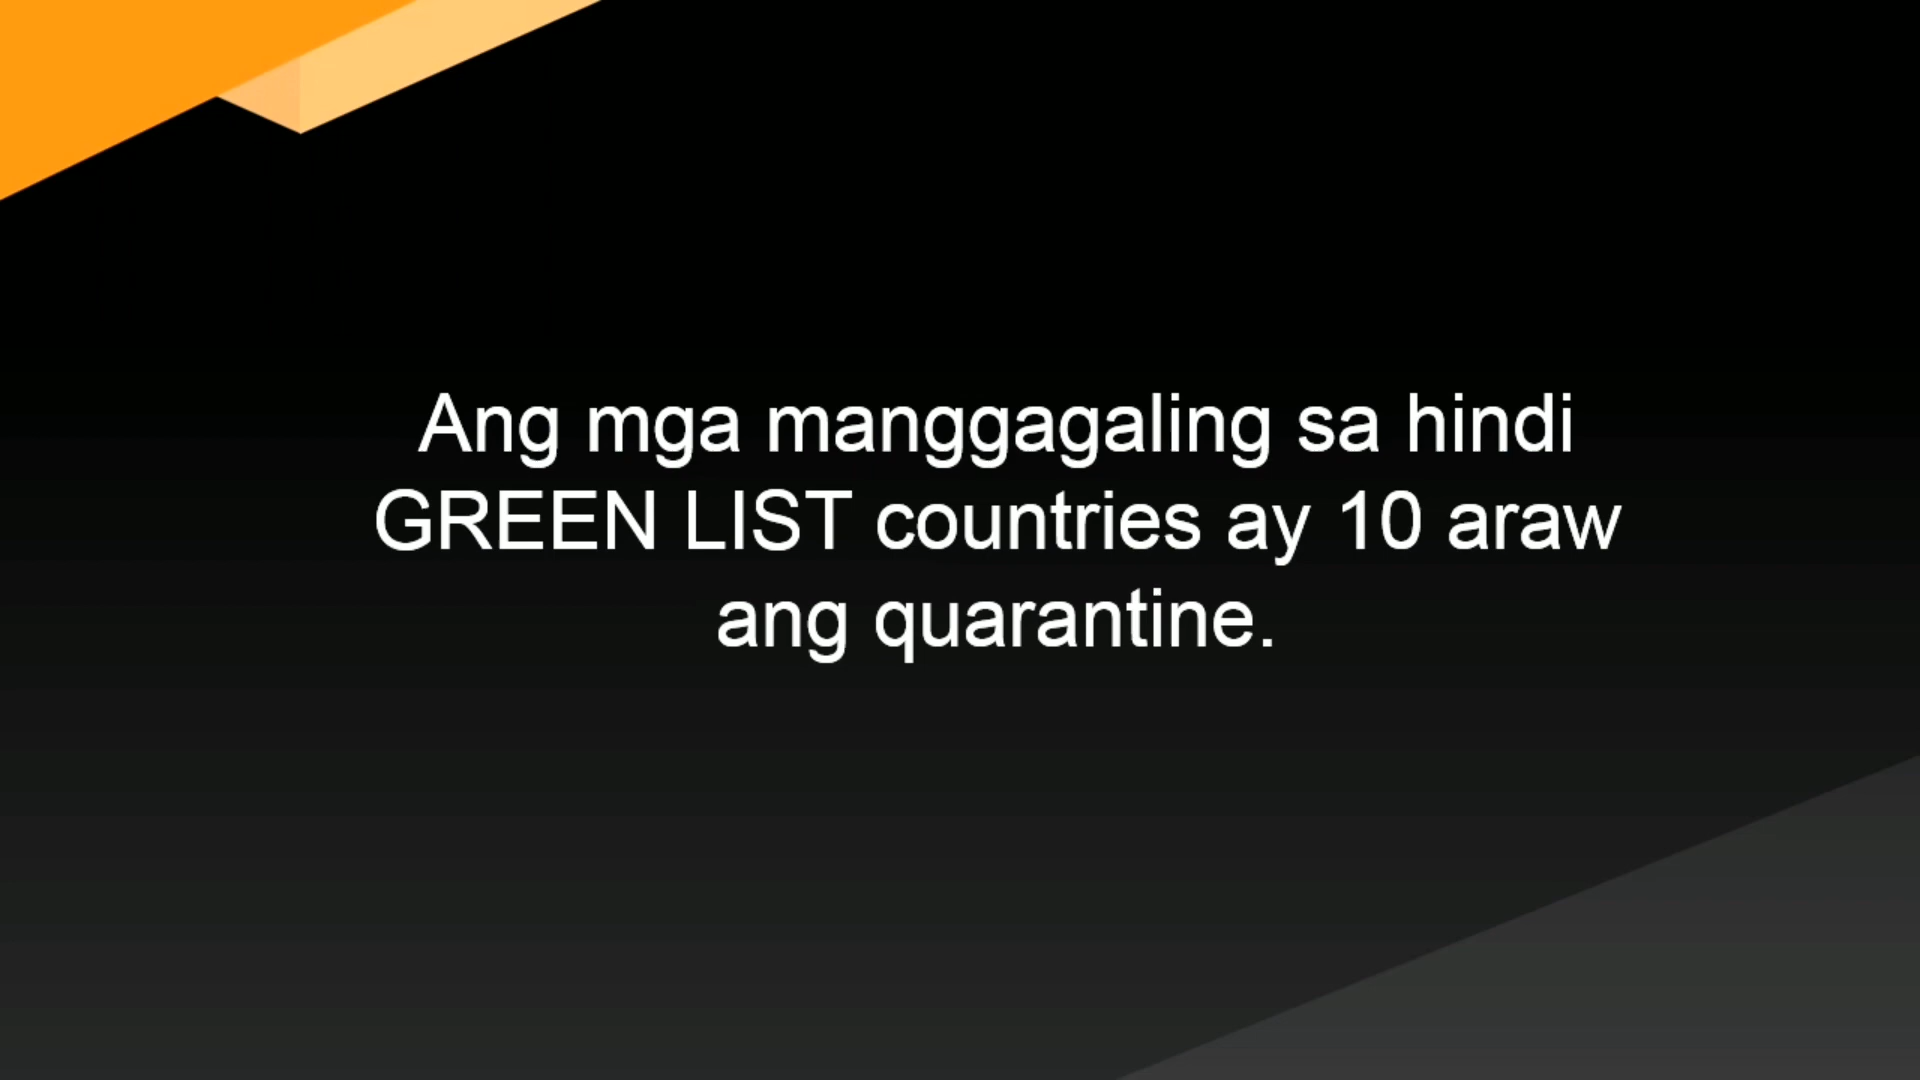 Ang mga manggagaling sa hindi
GREEN LIST countries ay 10 araw
ang quarantine.